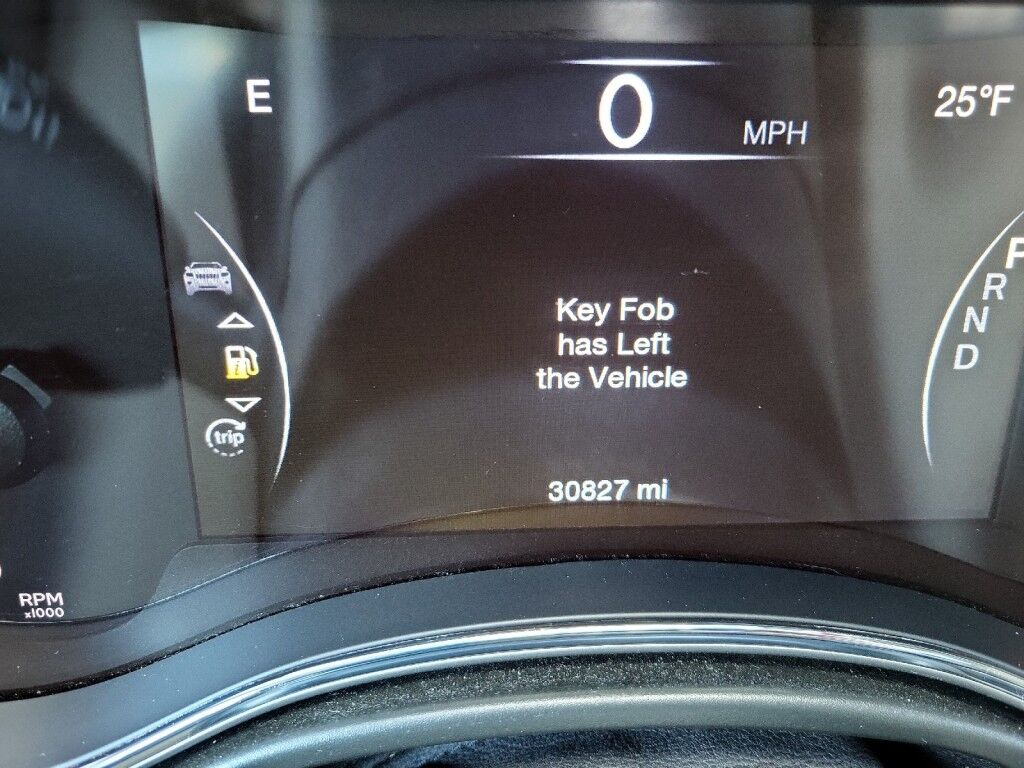 E
0
MPH
25°F
P
R
N
D
Key Fob
has Left
the Vehicle
trip
30827 mi
RPM
x1000